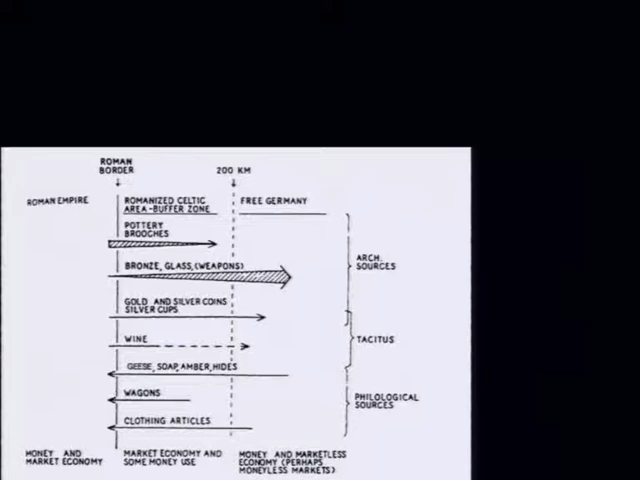 ROMAN
BORDER
200 KM
ROMAN EMPIRE
ROMANIZED CELTIC
AREA-BUFFER ZONE
FREE GERMANY
POTTERY
BROOCHES
BRONZE, GLASS, (WEAPONS)
ARCH.
SOURCES
GOLD AND SILVER COINS
SILVER CUPS
WINE
TACITUS
GEESE, SOAP, AMBER, HIDES
WAGONS
PHILOLOGICAL
SOURCES
CLOTHING ARTICLES
MONEY AND
MARKET ECONOMY
MARKET ECONOMY AND
SOME MONEY USE
MONEY AND MARKETLESS
ECONOMY (PERHAPS
MONEYLESS MARKETS)